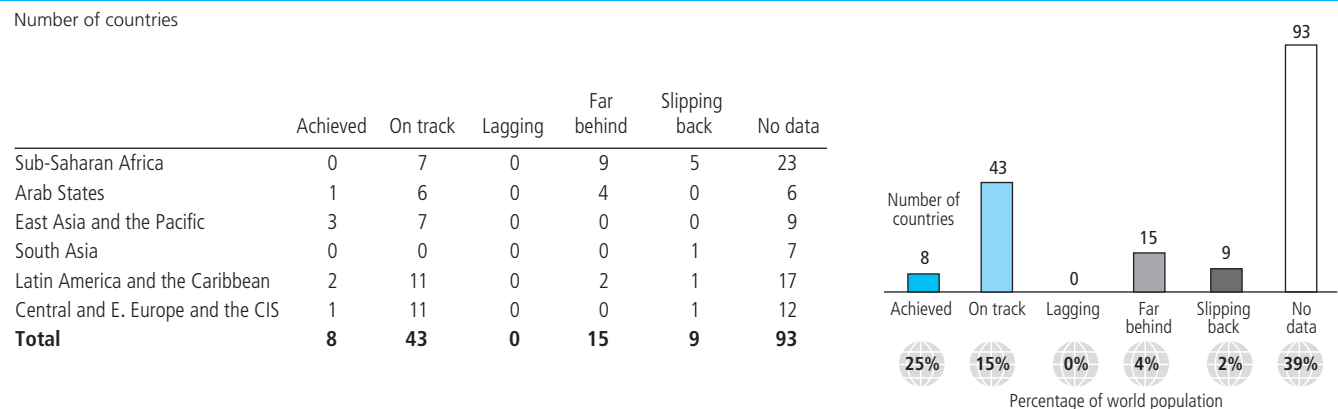 Number of countries
Achieved On track Lagging Far behind Slipping back No data
Sub-Saharan Africa 0 7 0 9 5 23
Arab States 1 6 4 0 6
East Asia and the Pacific 3 7 0 0 0 9
South Asia 0 0 0 0 1 7
Latin America and the Caribbean 2 11 0 2 1 17
Central and E. Europe and the CIS 1 11 0 0 1 12
Total 8 43 0 15 9 93
Number of
countries
8
43
0
15
9
93
Achieved On track Lagging Far behind Slipping back No data
25% 15% 0% 4% 2% 39%
Percentage of world population